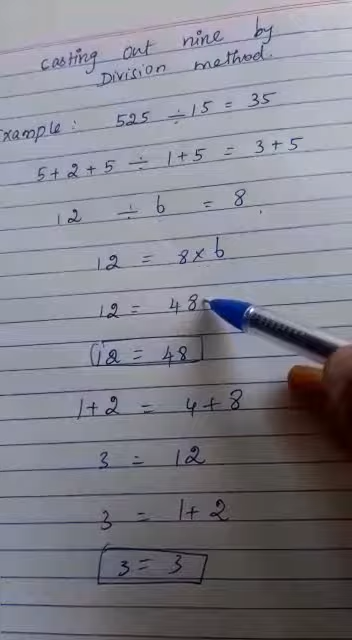 casting out nine by
Division method.
Example : 525 ÷ 15 = 35
5+2+5 ÷ 1+5 = 3+5
12 ÷ 6 = 8
12 = 8×6
12 = 48
12 = 48
1+2 = 4+8
3 = 12
3 = 1+2
3 = 3